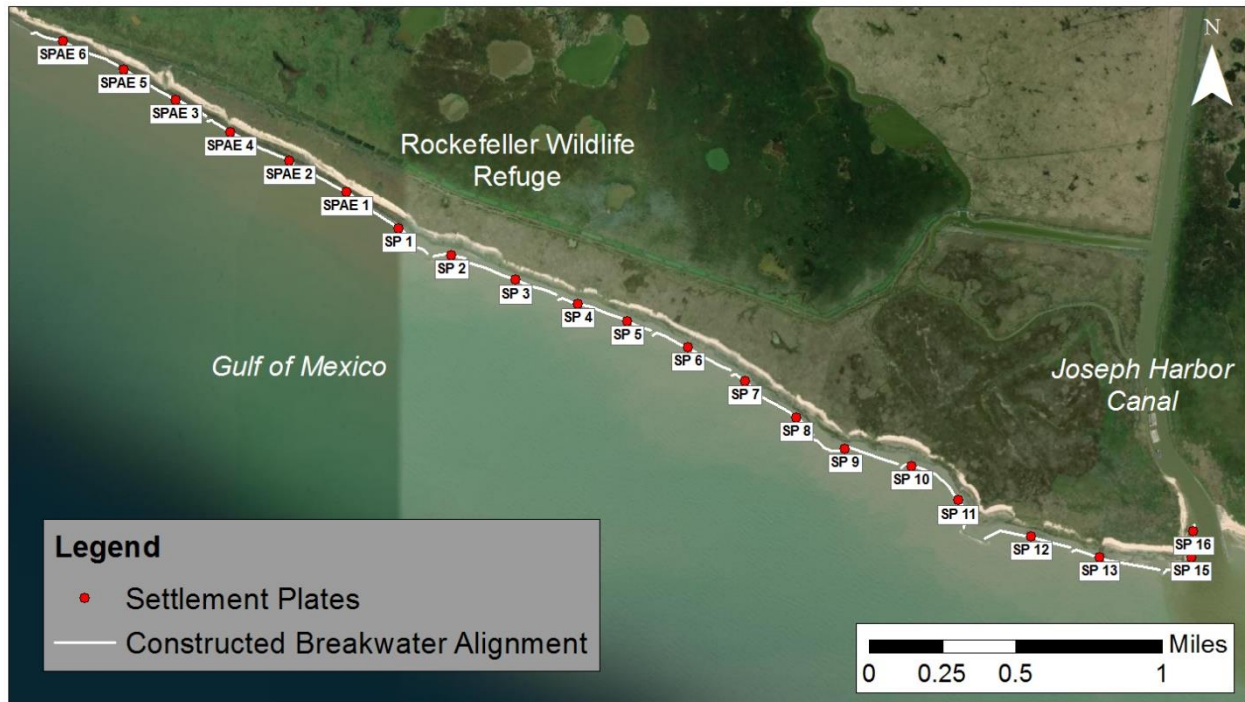 N
SPAE 6
SPAE 5
SPAE 3
SPAE 4
SPAE 2
SPAE 1
Rockefeller Wildlife
Refuge
SP 1
SP 2
SP 3
SP 4
SP 5
SP 6
SP 7
SP 8
SP 9
SP 10
SP 11
SP 12
SP 13
SP 16
SP 15
Gulf of Mexico
Joseph Harbor
Canal
Legend
Settlement Plates
Constructed Breakwater Alignment
Miles
0 0.25 0.5 1